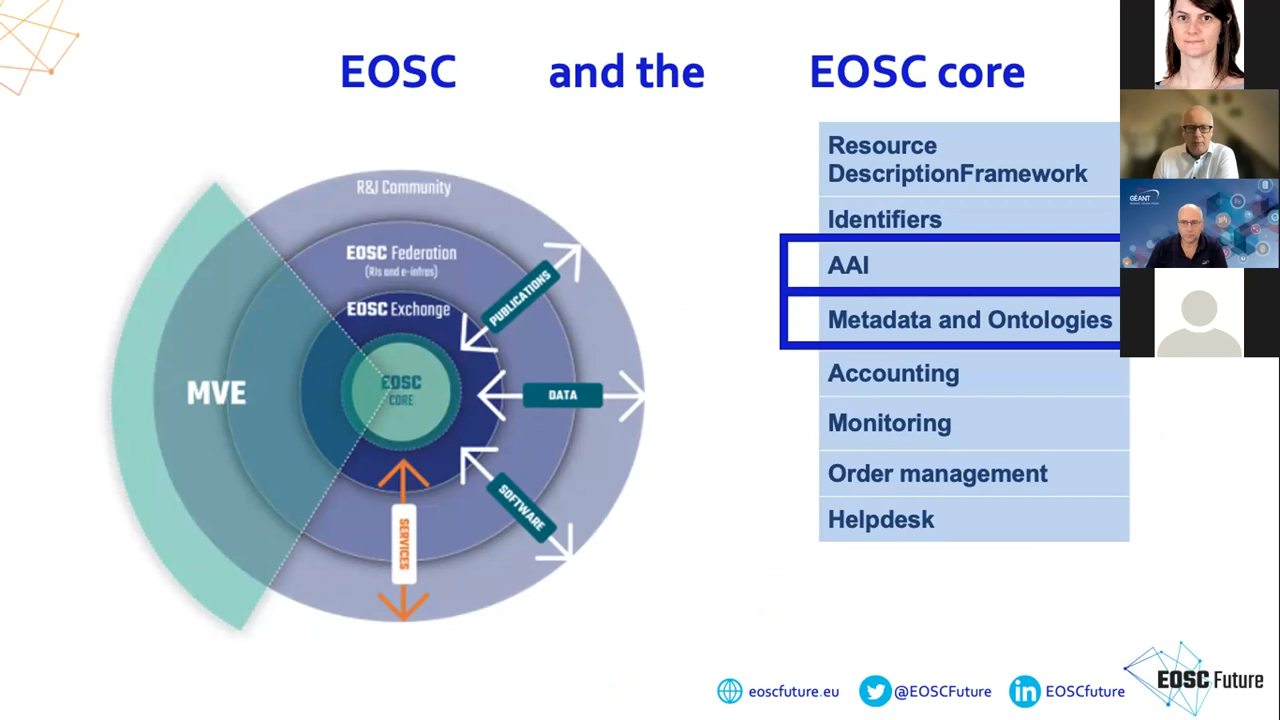 EOSC and the EOSC core
R&I Community
EOSC Federation
(RIs and e-infras)
EOSC Exchange
EOSC
CORE
MVE
PUBLICATIONS
DATA
SOFTWARE
SERVICES
Resource
DescriptionFramework
Identifiers
AAI
Metadata and Ontologies
Accounting
Monitoring
Order management
Helpdesk
GÉANT
eoscfuture.eu
@EOSCFuture
EOSCfuture
EOSC Future